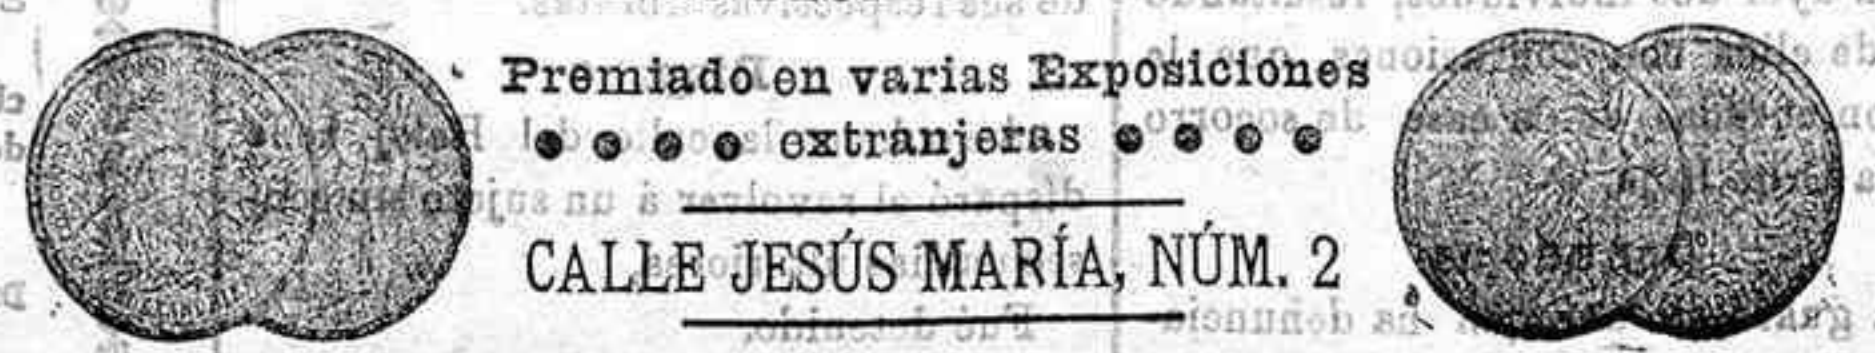 Premiado en varias Exposiciones
extranjeras
CALLE JESÚS MARÍA, NÚM. 2